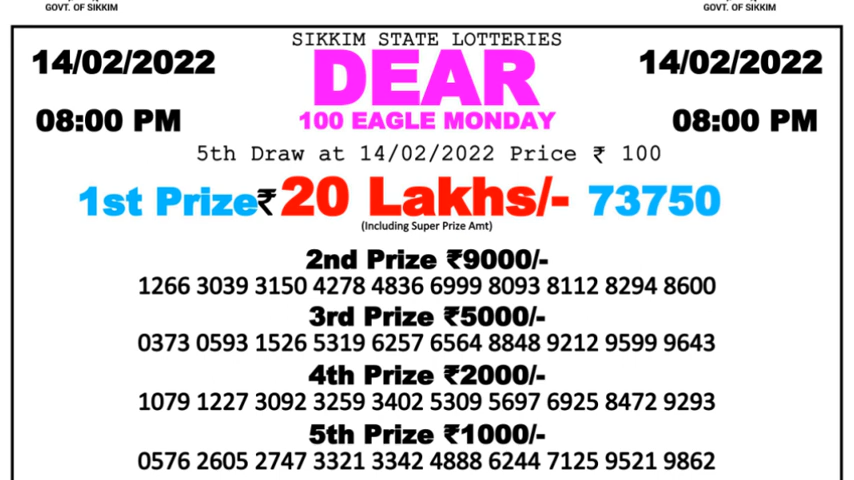 GOVT. OF SIKKIM
GOVT. OF SIKKIM
SIKKIM STATE LOTTERIES
14/02/2022
DEAR
14/02/2022
08:00 PM
100 EAGLE MONDAY
08:00 PM
5th Draw at 14/02/2022 Price ₹ 100
1st Prize₹20 Lakhs/- 73750
(Including Super Prize Amt)
2nd Prize ₹9000/-
1266 3039 3150 4278 4836 6999 8093 8112 8294 8600
3rd Prize ₹5000/-
0373 0593 1526 5319 6257 6564 8848 9212 9599 9643
4th Prize ₹2000/-
1079 1227 3092 3259 3402 5309 5697 6925 8472 9293
5th Prize ₹1000/-
0576 2605 2747 3321 3342 4888 6244 7125 9521 9862